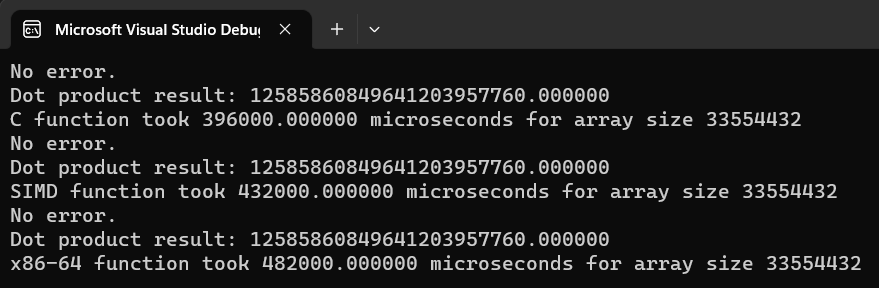 Microsoft Visual Studio Debu
No error.
Dot product result: 12585860849641203957760.000000
C function took 396000.000000 microseconds for array size 33554432
No error.
Dot product result: 12585860849641203957760.000000
SIMD function took 432000.000000 microseconds for array size 33554432
No error.
Dot product result: 12585860849641203957760.000000
x86-64 function took 482000.000000 microseconds for array size 33554432